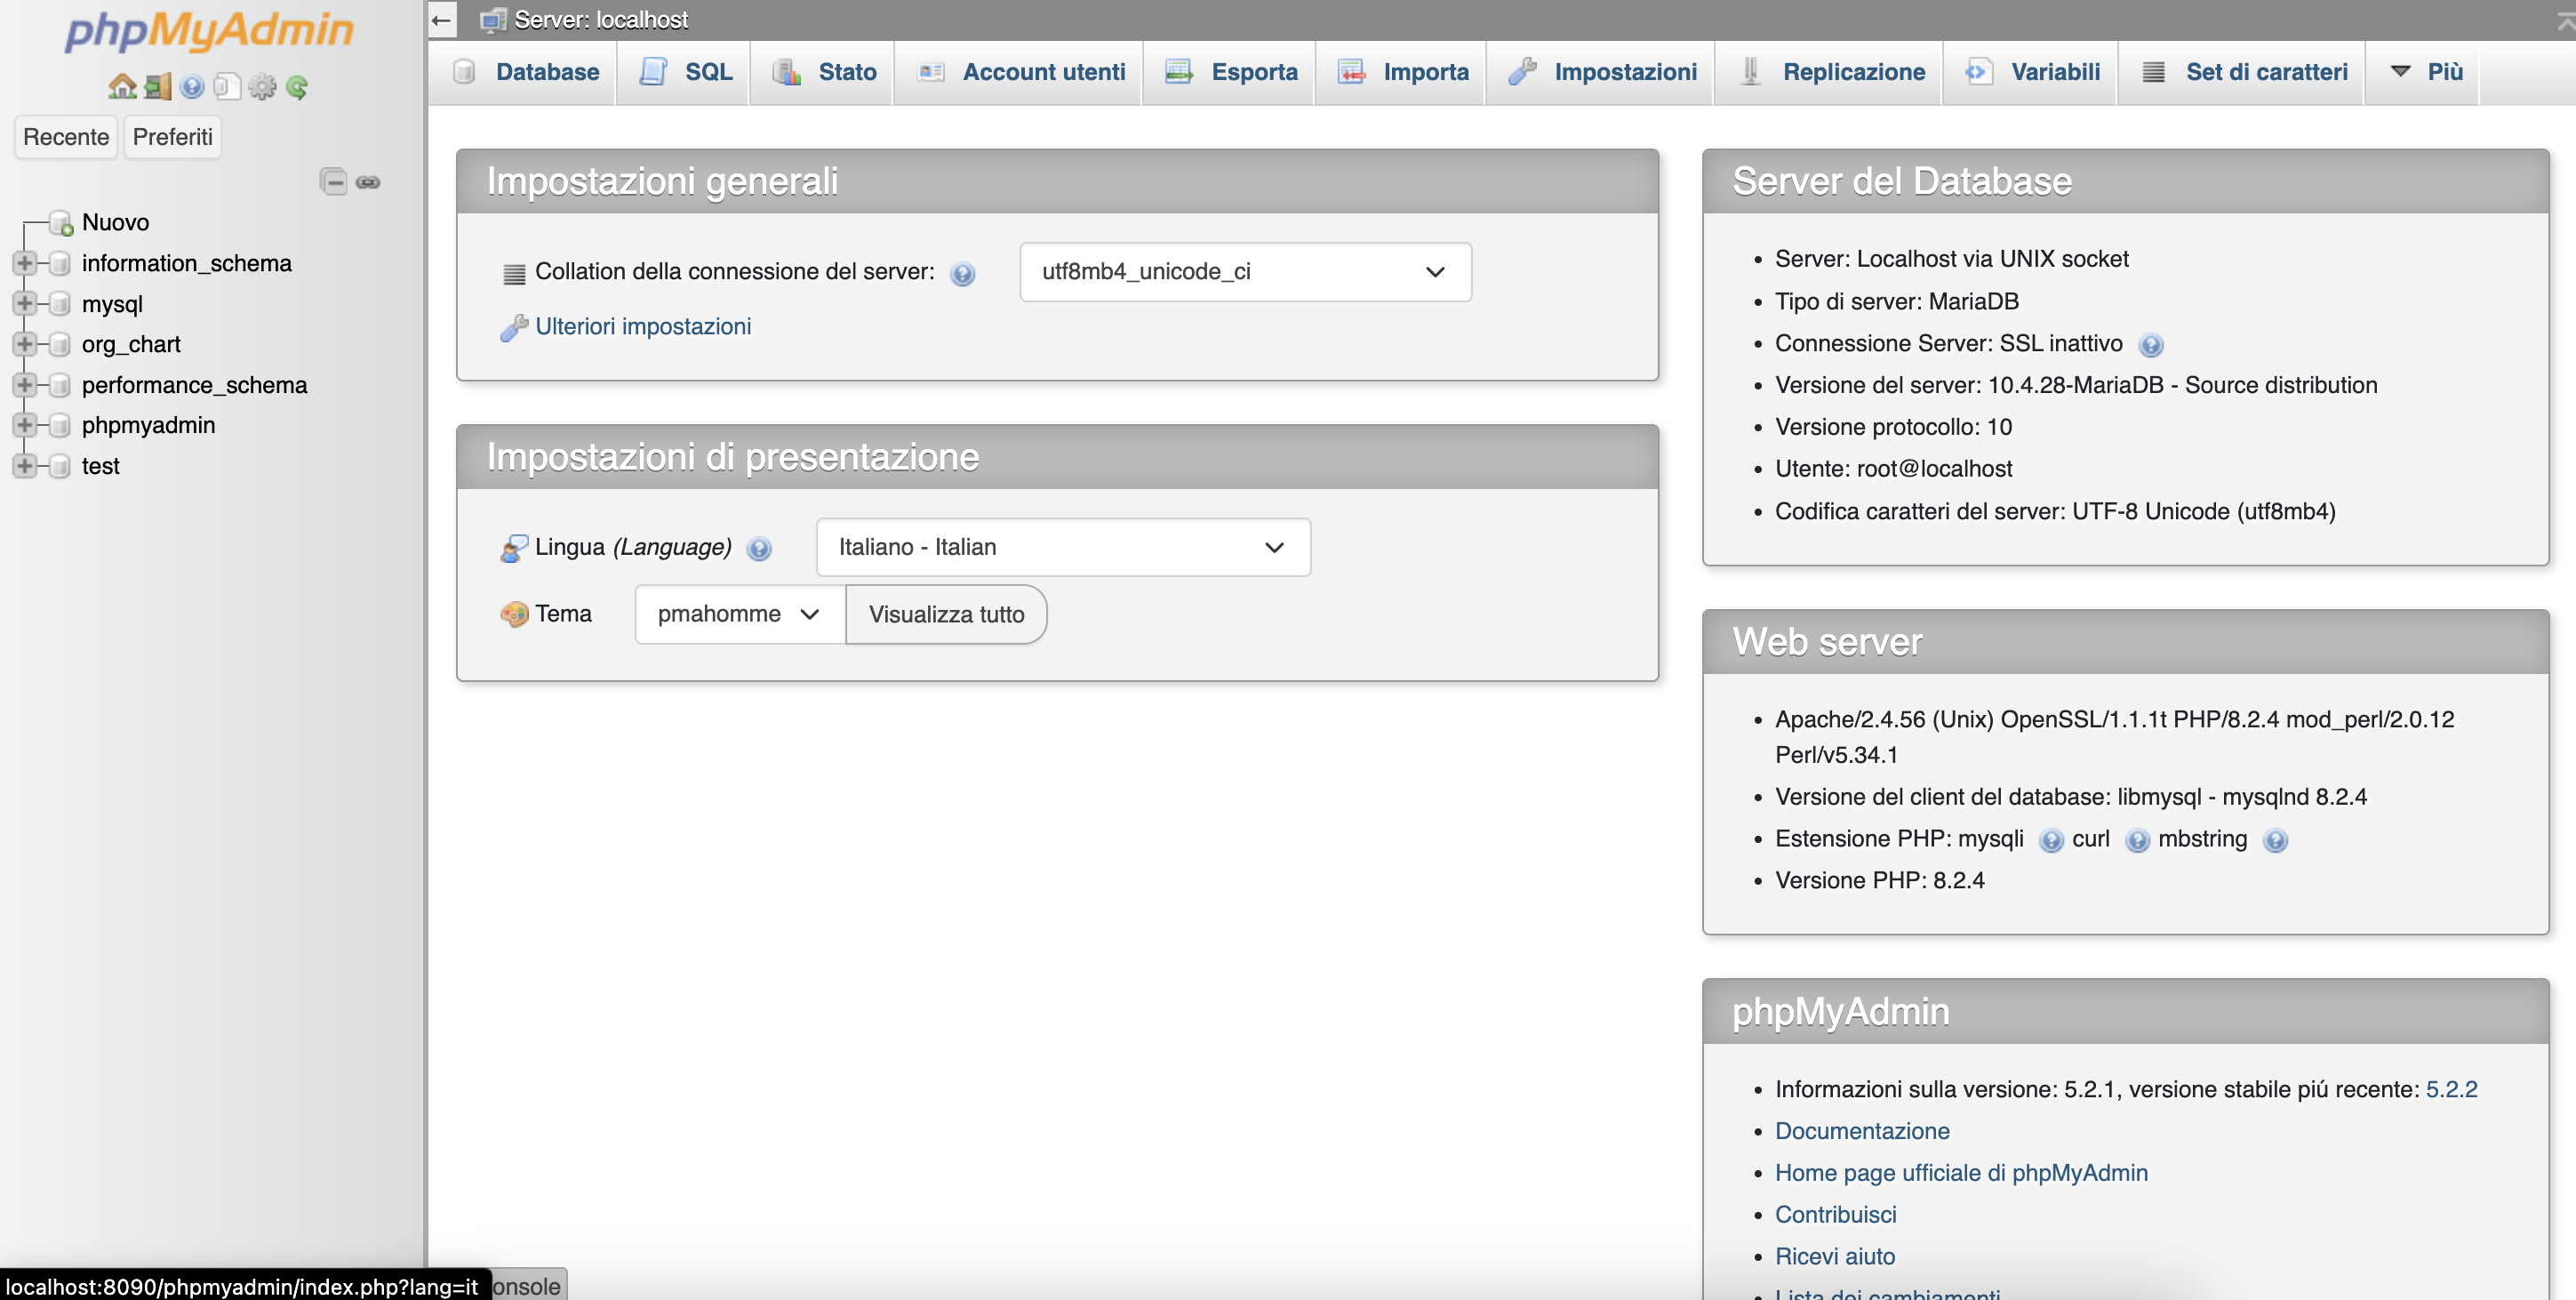 phpMyAdmin
Recente
Preferiti
Nuovo
information_schema
mysql
org_chart
performance_schema
phpmyadmin
test
Server: localhost
Database
SQL
Stato
Account utenti
Esporta
Importa
Impostazioni
Replicazione
Variabili
Set di caratteri
Più
Impostazioni generali
Collation della connessione del server:
utf8mb4_unicode_ci
Ulteriori impostazioni
Impostazioni di presentazione
Lingua (Language)
Italiano - Italian
Tema
pmahomme
Visualizza tutto
Server del Database
Server: Localhost via UNIX socket
Tipo di server: MariaDB
Connessione Server: SSL inattivo
Versione del server: 10.4.28-MariaDB - Source distribution
Versione protocollo: 10
Utente: root@localhost
Codifica caratteri del server: UTF-8 Unicode (utf8mb4)
Web server
Apache/2.4.56 (Unix) OpenSSL/1.1.1t PHP/8.2.4 mod_perl/2.0.12
Perl/v5.34.1
Versione del client del database: libmysql - mysqlnd 8.2.4
Estensione PHP: mysqli curl mbstring
Versione PHP: 8.2.4
phpMyAdmin
Informazioni sulla versione: 5.2.1, versione stabile piú recente: 5.2.2
Documentazione
Home page ufficiale di phpMyAdmin
Contribuisci
Ricevi aiuto
Lista dei cambiamenti
localhost:8090/phpmyadmin/index.php?lang=it
onsole